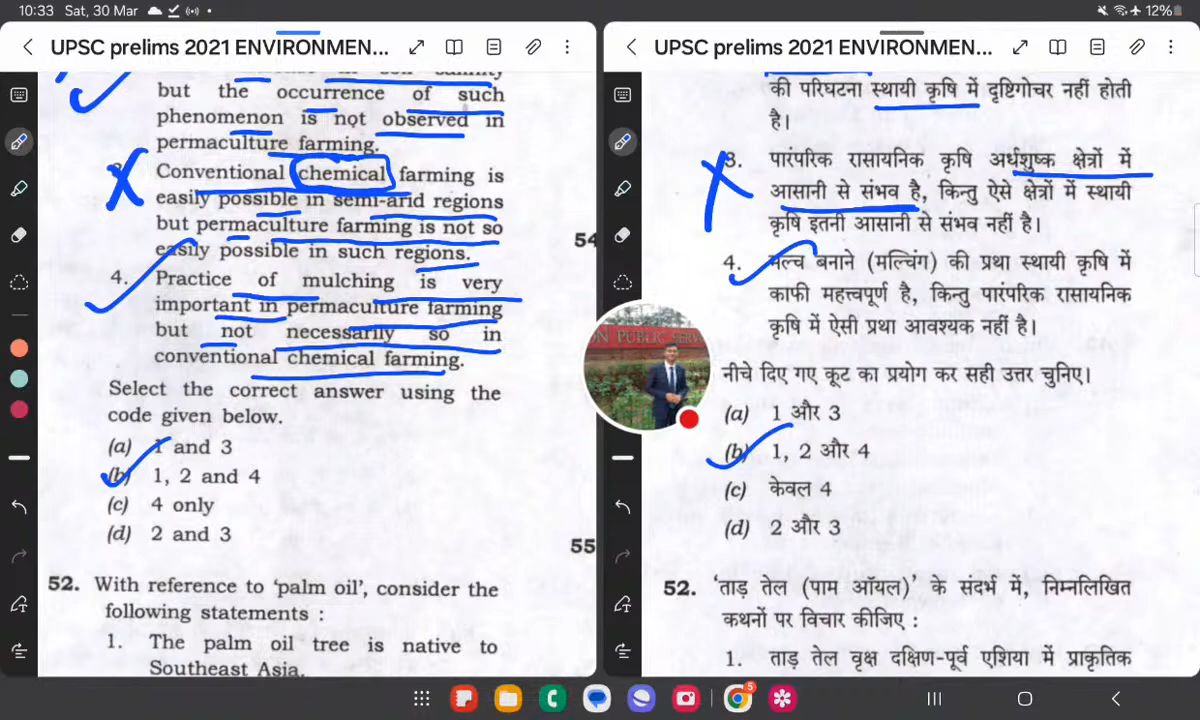 10:33 Sat, 30 Mar
12%
UPSC prelims 2021 ENVIRONMEN...
but the occurrence of such
phenomenon is not observed in
permaculture farming.
Conventional chemical farming is
easily possible in semi-arid regions
but permaculture farming is not so
easily possible in such regions.
4. Practice of mulching is very
important in permaculture farming
but not necessarily so in
conventional chemical farming.
Select the correct answer using the
code given below.
(a) 1 and 3
(b) 1, 2 and 4
(c) 4 only
(d) 2 and 3
52. With reference to 'palm oil', consider the
following statements :
1. The palm oil tree is native to
Southeast Asia.
54
55
UPSC prelims 2021 ENVIRONMEN...
की परिघटना स्थायी कृषि में दृष्टिगोचर नहीं होती
है।
3. पारंपरिक रासायनिक कृषि अर्धशुष्क क्षेत्रों में
आसानी से संभव है, किन्तु ऐसे क्षेत्रों में स्थायी
कृषि इतनी आसानी से संभव नहीं है।
4. मल्च बनाने (मल्चिंग) की प्रथा स्थायी कृषि में
काफी महत्त्वपूर्ण है, किन्तु पारंपरिक रासायनिक
कृषि में ऐसी प्रथा आवश्यक नहीं है।
नीचे दिए गए कूट का प्रयोग कर सही उत्तर चुनिए।
(a) 1 और 3
(b) 1, 2 और 4
(c) केवल 4
(d) 2 और 3
52. 'ताड़ तेल (पाम ऑयल)' के संदर्भ में, निम्नलिखित
कथनों पर विचार कीजिए :
1. ताड़ तेल वृक्ष दक्षिण-पूर्व एशिया में प्राकृतिक
ON PUBLIC SERV
5